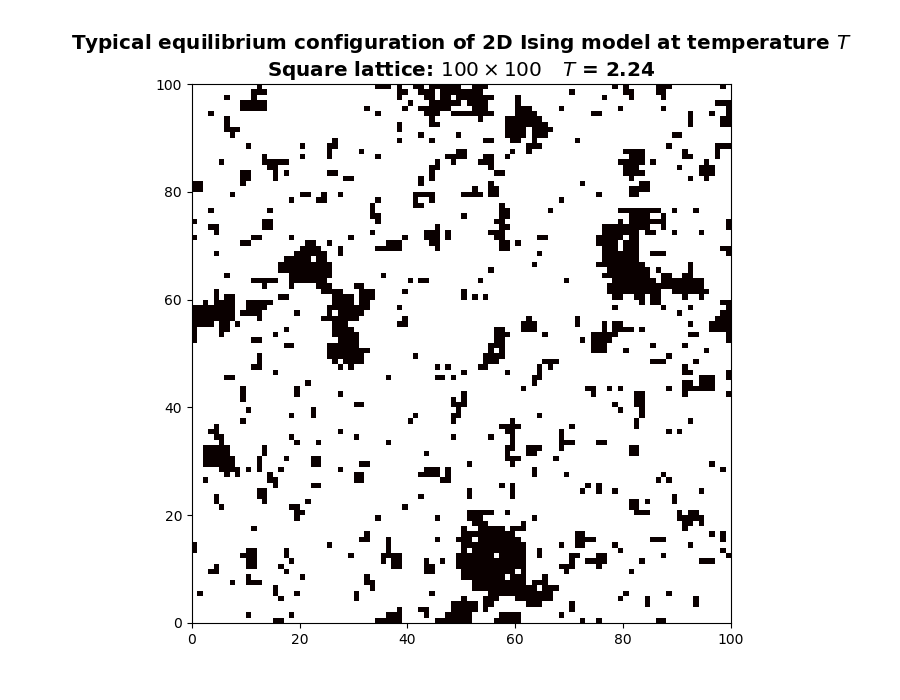 Typical equilibrium configuration of 2D Ising model at temperature T
Square lattice: 100 × 100 T = 2.24
100
80
60
40
20
0
0 20 40 60 80 100